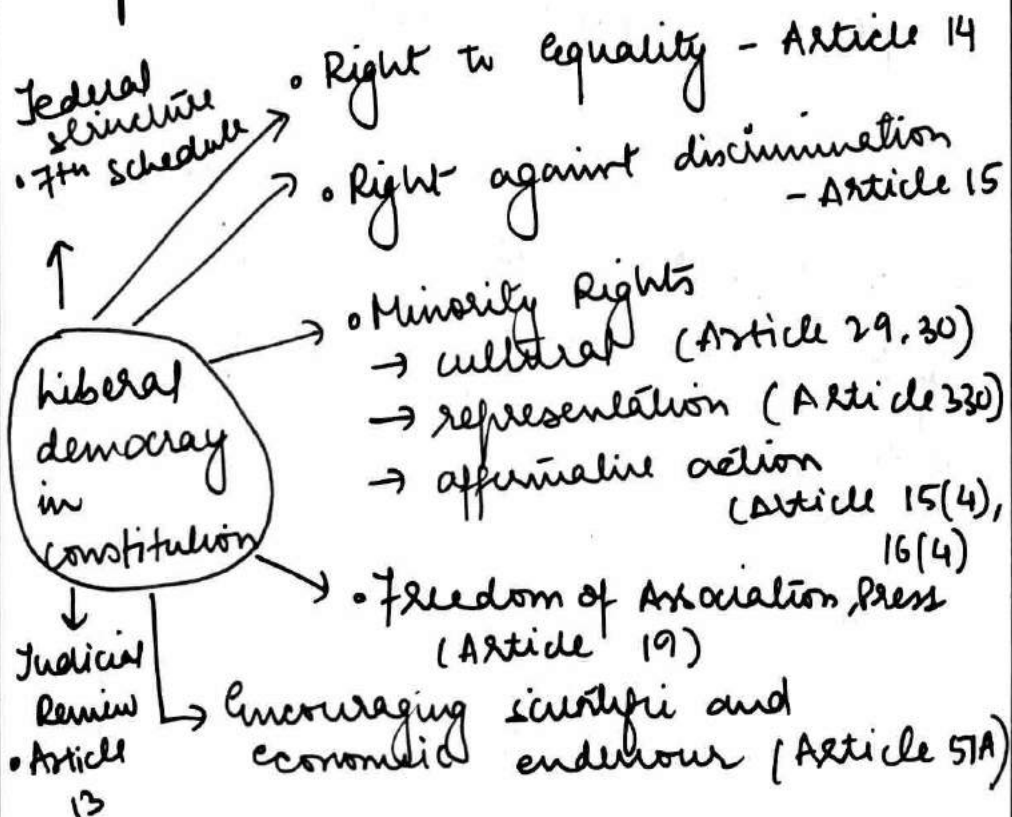 Federal
structure
• 7th schedule
• Right to equality - Article 14
• Right against discrimination
- Article 15
• Minority Rights
→ cultural (Article 29, 30)
→ representation (Article 330)
→ affirmative action
(Article 15(4),
16(4)
Liberal
democray
in
constitution
• Freedom of Association, Press
(Article 19)
Judicial
Review
• Article
13
Encouraging scientific and
economic endevour (Article 51A)